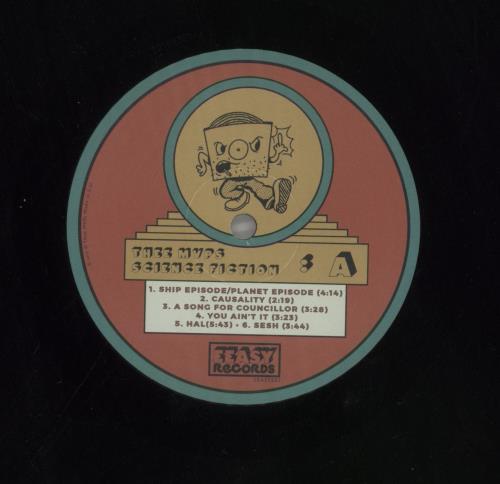 THEE MVPS
SCIENCE FICTION
A
1. SHIP EPISODE/PLANET EPISODE (4:14)
2. CAUSALITY (2:19)
3. A SONG FOR COUNCILLOR (3:28)
4. YOU AIN'T IT (3:23)
5. HAL(5:43) - 6. SESH (3:44)
EEASY
RECORDS